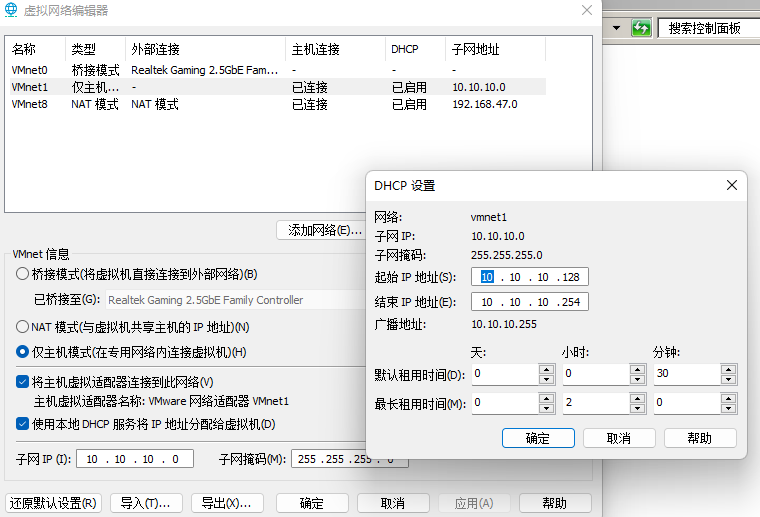 虚拟网络编辑器
搜索控制面板
名称 类型 外部连接 主机连接 DHCP 子网地址
VMnet0 桥接模式 Realtek Gaming 2.5GbE Fam... - - -
VMnet1 仅主机... - 已连接 已启用 10.10.10.0
VMnet8 NAT 模式 NAT 模式 已连接 已启用 192.168.47.0
添加网络(E)...
VMnet 信息
桥接模式(将虚拟机直接连接到外部网络)(B)
已桥接至(G): Realtek Gaming 2.5GbE Family Controller
NAT 模式(与虚拟机共享主机的 IP 地址)(N)
仅主机模式(在专用网络内连接虚拟机)(H)
将主机虚拟适配器连接到此网络(V)
主机虚拟适配器名称: VMware 网络适配器 VMnet1
使用本地 DHCP 服务将 IP 地址分配给虚拟机(D)
子网 IP (I): 10 . 10 . 10 . 0 子网掩码(M): 255 . 255 . 255 . 0
还原默认设置(R) 导入(T)... 导出(X)... 确定 取消 应用(A) 帮助
DHCP 设置
网络: vmnet1
子网 IP: 10.10.10.0
子网掩码: 255.255.255.0
起始 IP 地址(S): 10 . 10 . 10 . 128
结束 IP 地址(E): 10 . 10 . 10 . 254
广播地址: 10.10.10.255
天: 小时: 分钟:
默认租用时间(D): 0 0 30
最长租用时间(M): 0 2 0
确定 取消 帮助